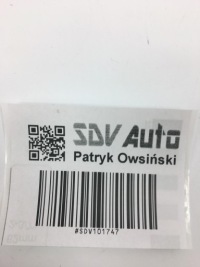 SDV AUTO
Patryk Owsiński
#SDV101747